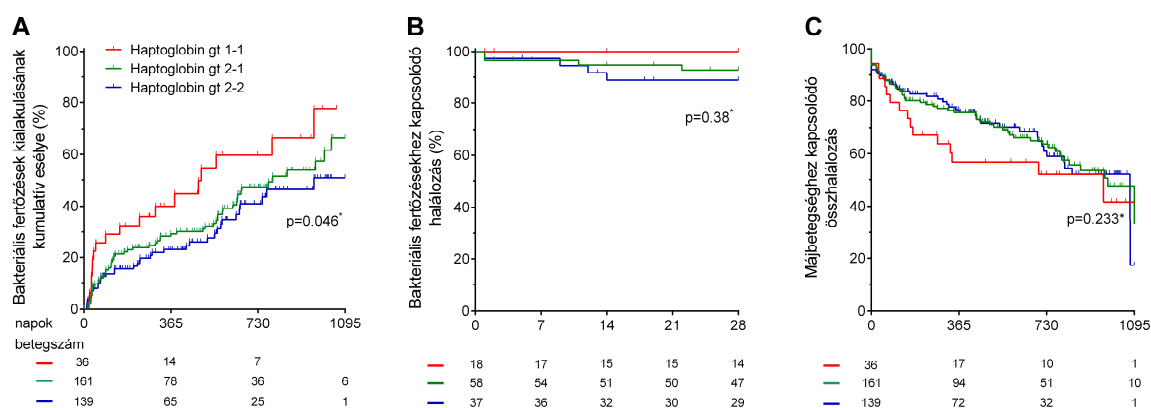 A
Bakteriális fertőzések kialakulásának
kumulatív esélye (%)
100
80
60
40
20
0
Haptoglobin gt 1-1
Haptoglobin gt 2-1
Haptoglobin gt 2-2
p=0.046*
napok
0 365 730 1095
betegszám
36 14 7
161 78 36 6
139 65 25 1
B
Bakteriális fertőzésekhez kapcsolódó
halálozás (%)
100
80
60
40
20
0
p=0.38*
0 7 14 21 28
18 17 15 15 14
58 54 51 50 47
37 36 32 30 29
C
Májbetegséghez kapcsolódó
összhalálozás
100
80
60
40
20
0
p=0.233*
0 365 730 1095
36 17 10 1
161 94 51 10
139 72 32 1